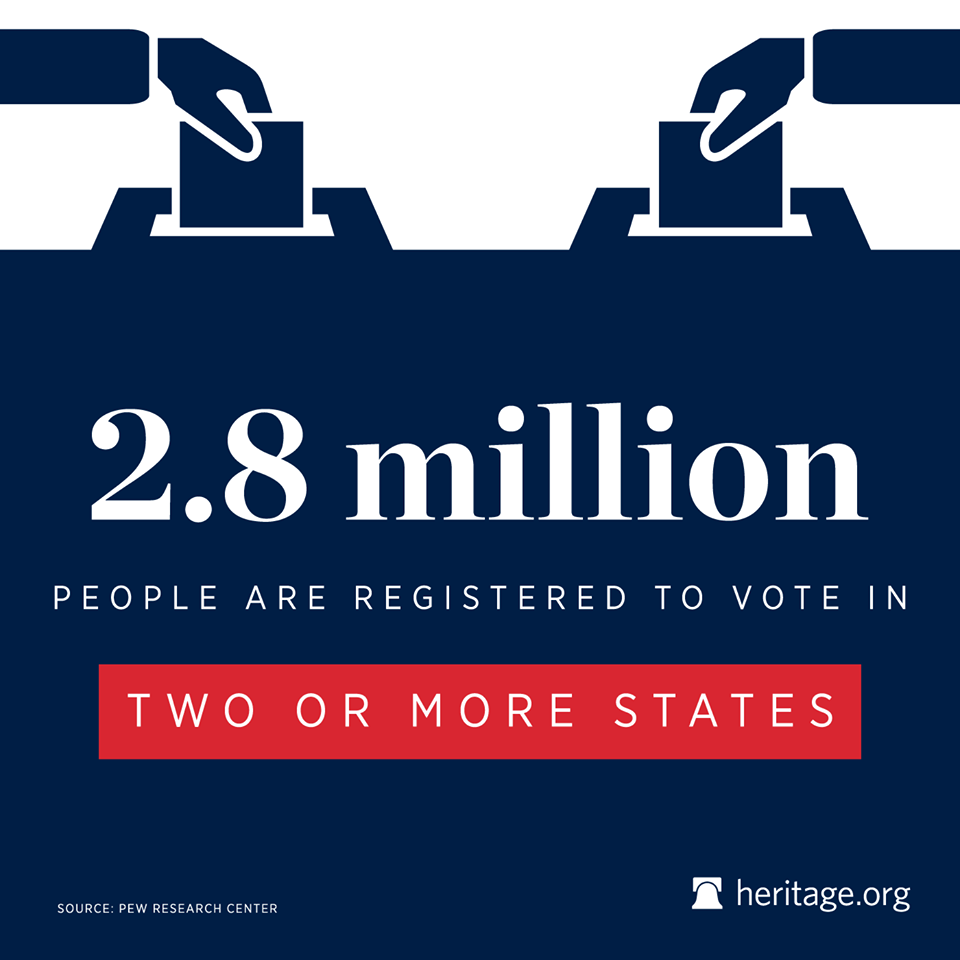 2.8 million
PEOPLE ARE REGISTERED TO VOTE IN
TWO OR MORE STATES
SOURCE: PEW RESEARCH CENTER
heritage.org